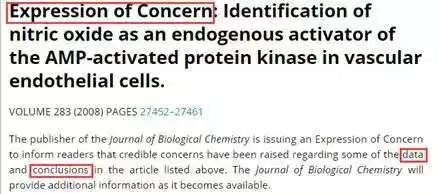 Expression of Concern: Identification of
nitric oxide as an endogenous activator of
the AMP-activated protein kinase in vascular
endothelial cells.
VOLUME 283 (2008) PAGES 27452–27461
The publisher of the Journal of Biological Chemistry is issuing an Expression of Concern
to inform readers that credible concerns have been raised regarding some of the data
and conclusions in the article listed above. The Journal of Biological Chemistry will
provide additional information as it becomes available.